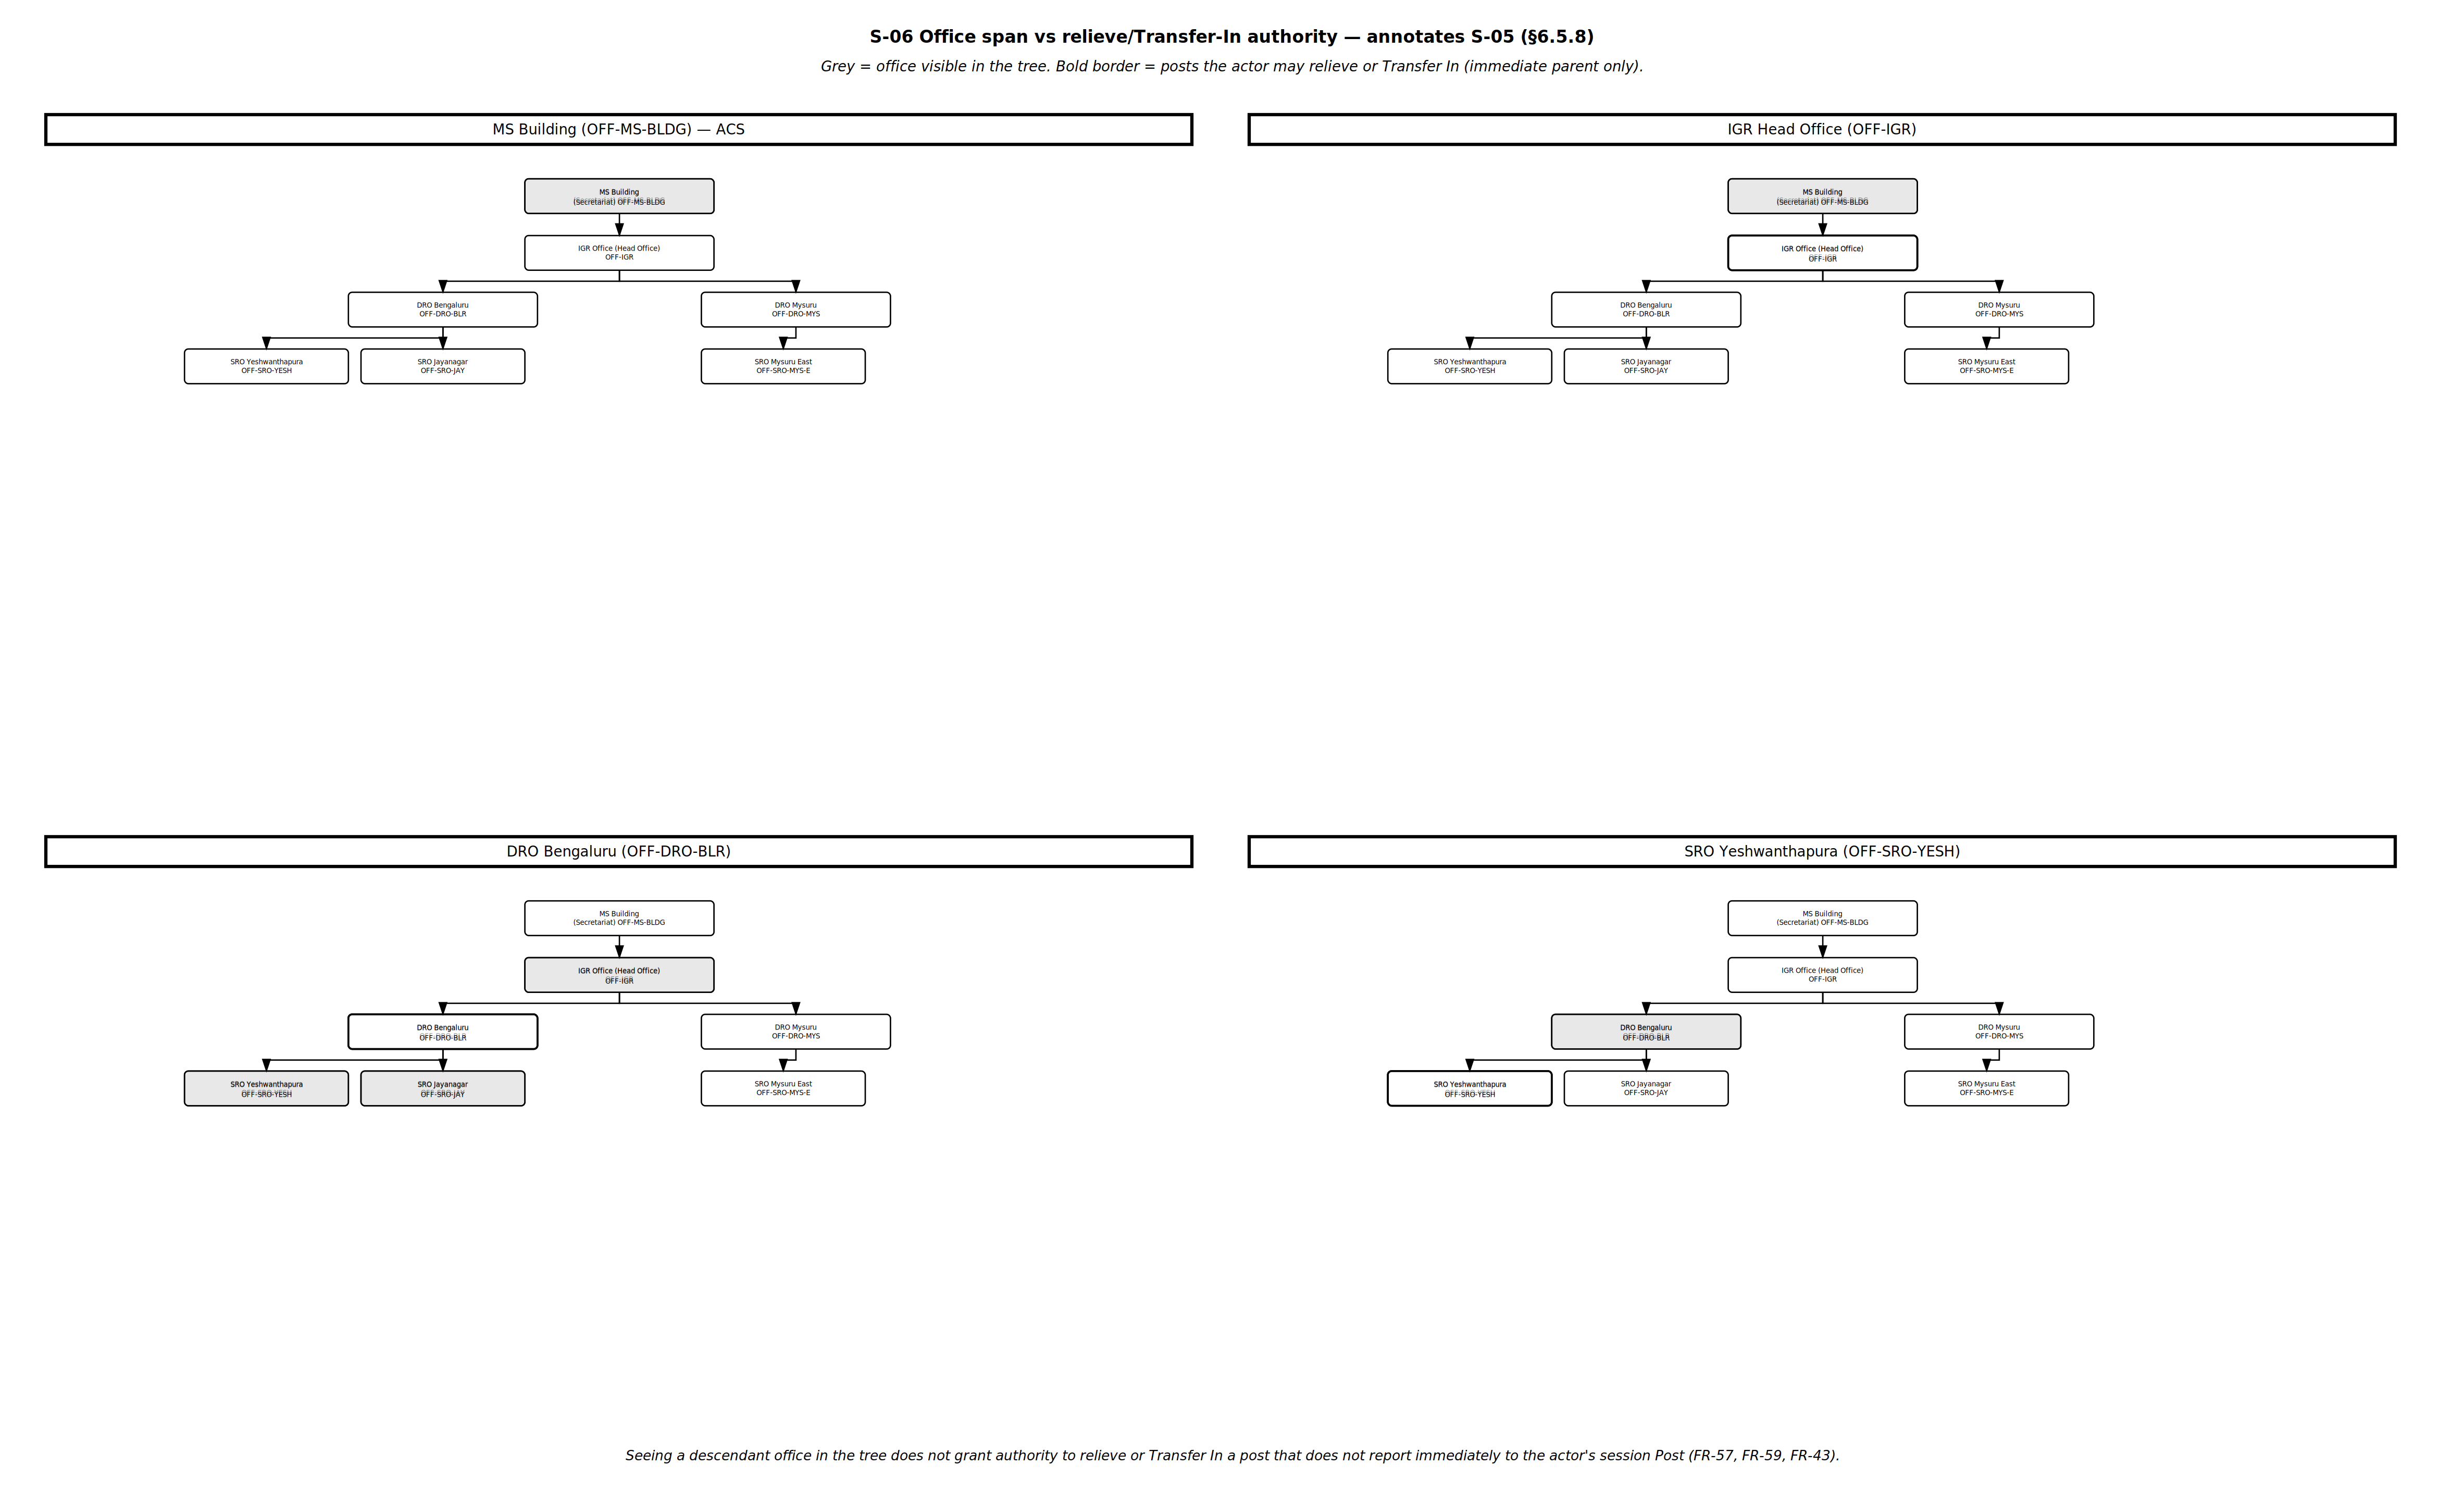 S-06 Office span vs relieve/Transfer-In authority — annotates S-05 (§6.5.8)
Grey = office visible in the tree. Bold border = posts the actor may relieve or Transfer In (immediate parent only).
MS Building (OFF-MS-BLDG) — ACS
MS Building
(Secretariat) OFF-MS-BLDG
IGR Office (Head Office)
OFF-IGR
DRO Bengaluru
OFF-DRO-BLR
DRO Mysuru
OFF-DRO-MYS
SRO Yeshwanthapura
OFF-SRO-YESH
SRO Jayanagar
OFF-SRO-JAY
SRO Mysuru East
OFF-SRO-MYS-E
IGR Head Office (OFF-IGR)
MS Building
(Secretariat) OFF-MS-BLDG
IGR Office (Head Office)
OFF-IGR
DRO Bengaluru
OFF-DRO-BLR
DRO Mysuru
OFF-DRO-MYS
SRO Yeshwanthapura
OFF-SRO-YESH
SRO Jayanagar
OFF-SRO-JAY
SRO Mysuru East
OFF-SRO-MYS-E
DRO Bengaluru (OFF-DRO-BLR)
MS Building
(Secretariat) OFF-MS-BLDG
IGR Office (Head Office)
OFF-IGR
DRO Bengaluru
OFF-DRO-BLR
DRO Mysuru
OFF-DRO-MYS
SRO Yeshwanthapura
OFF-SRO-YESH
SRO Jayanagar
OFF-SRO-JAY
SRO Mysuru East
OFF-SRO-MYS-E
SRO Yeshwanthapura (OFF-SRO-YESH)
MS Building
(Secretariat) OFF-MS-BLDG
IGR Office (Head Office)
OFF-IGR
DRO Bengaluru
OFF-DRO-BLR
DRO Mysuru
OFF-DRO-MYS
SRO Yeshwanthapura
OFF-SRO-YESH
SRO Jayanagar
OFF-SRO-JAY
SRO Mysuru East
OFF-SRO-MYS-E
Seeing a descendant office in the tree does not grant authority to relieve or Transfer In a post that does not report immediately to the actor's session Post (FR-57, FR-59, FR-43).